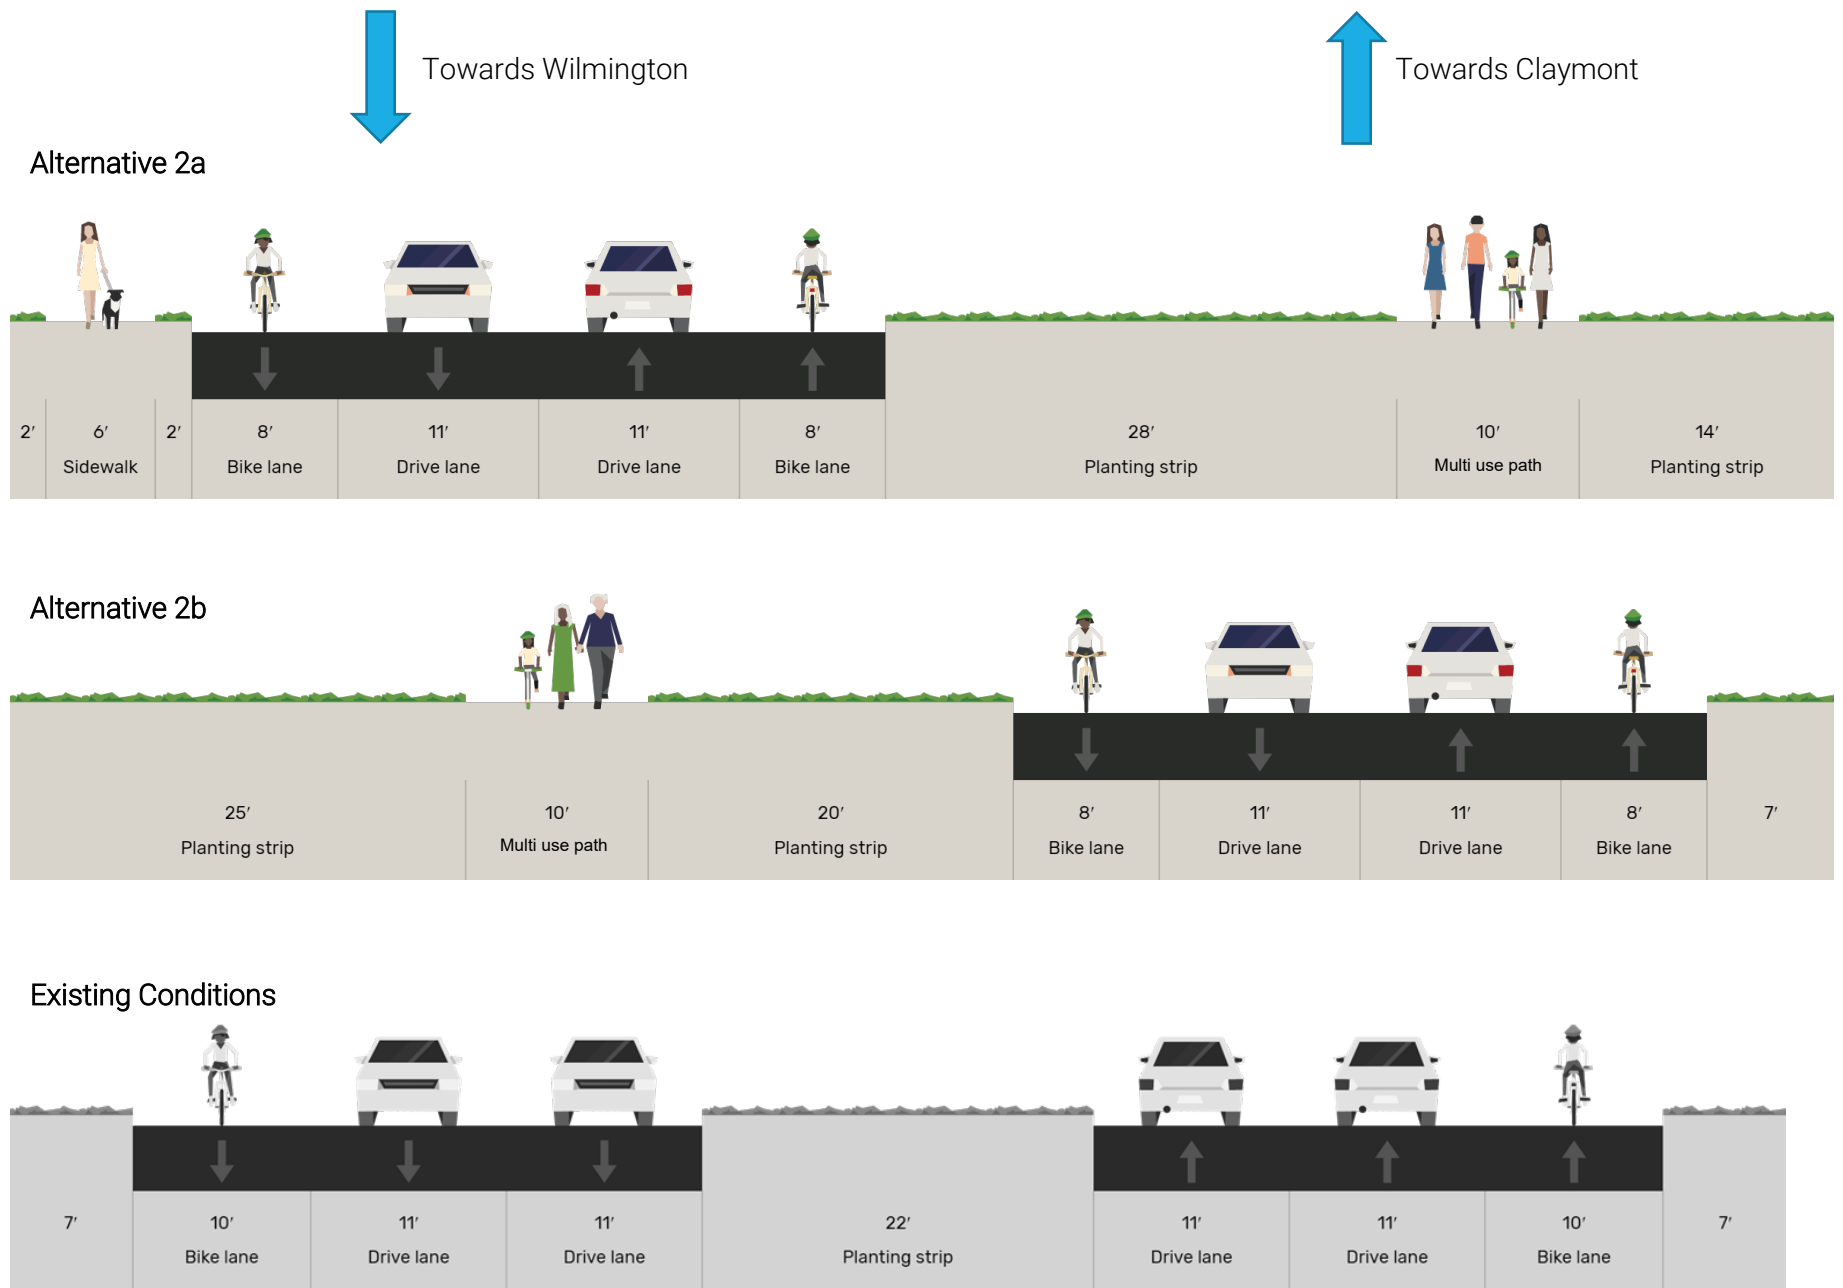 Towards Wilmington
Towards Claymont
Alternative 2a
2′ 6′ 2′ 8′ 11′ 11′ 8′ 28′ 10′ 14′
Sidewalk Bike lane Drive lane Drive lane Bike lane Planting strip Multi use path Planting strip
Alternative 2b
25′ 10′ 20′ 8′ 11′ 11′ 8′ 7′
Planting strip Multi use path Planting strip Bike lane Drive lane Drive lane Bike lane
Existing Conditions
7′ 10′ 11′ 11′ 22′ 11′ 11′ 10′ 7′
Bike lane Drive lane Drive lane Planting strip Drive lane Drive lane Bike lane